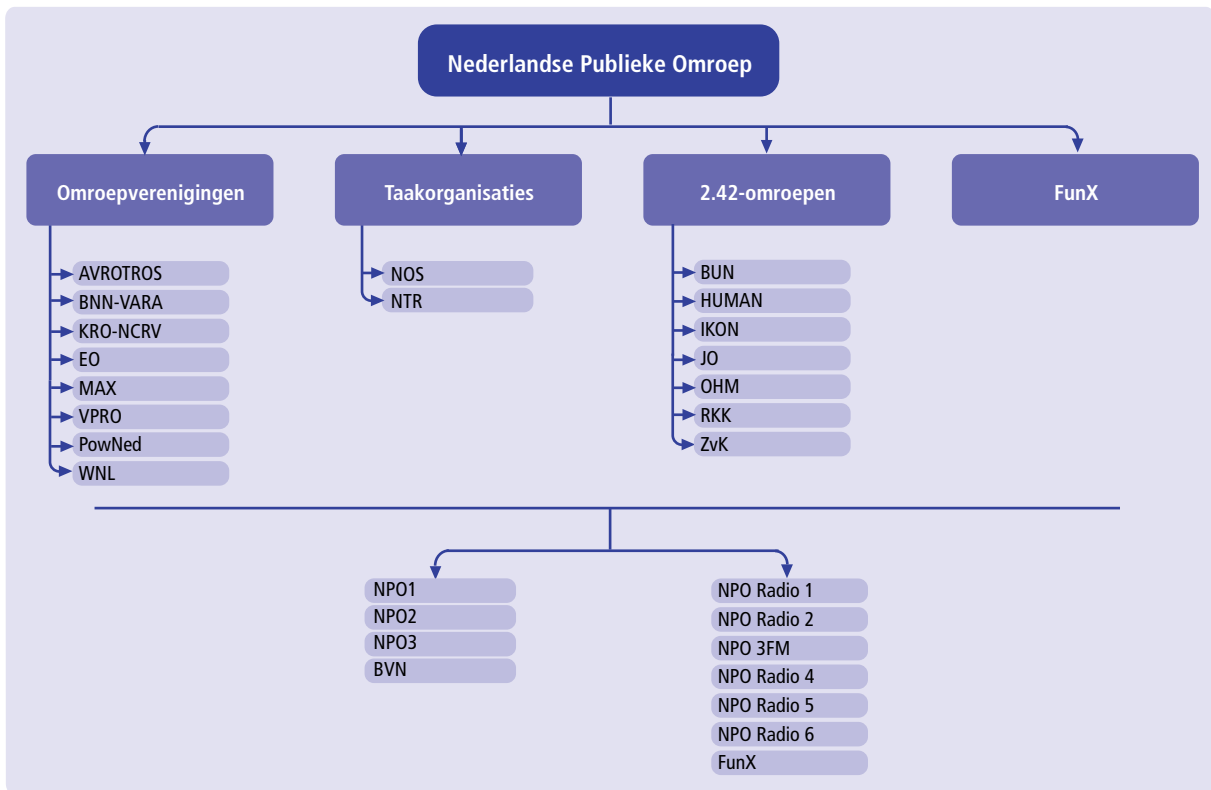 Nederlandse Publieke Omroep
Omroepverenigingen
AVROTROS
BNN-VARA
KRO-NCRV
EO
MAX
VPRO
PowNed
WNL
Taakorganisaties
NOS
NTR
2.42-omroepen
BUN
HUMAN
IKON
JO
OHM
RKK
ZvK
FunX
NPO1
NPO2
NPO3
BVN
NPO Radio 1
NPO Radio 2
NPO 3FM
NPO Radio 4
NPO Radio 5
NPO Radio 6
FunX